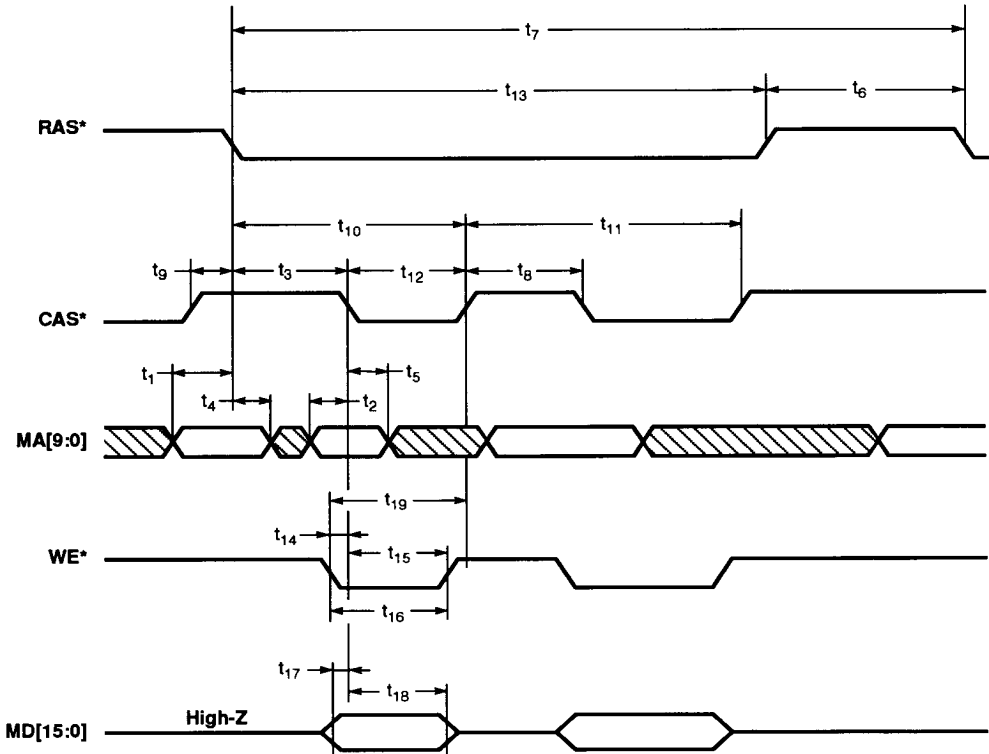 t7
t13 t6
RAS*
t10 t11
t9 t3 t12 t8
CAS*
t1 t5
t4 t2
MA[9:0]
t19
t14
t15
WE*
t16
t17
t18
High-Z
MD[15:0]